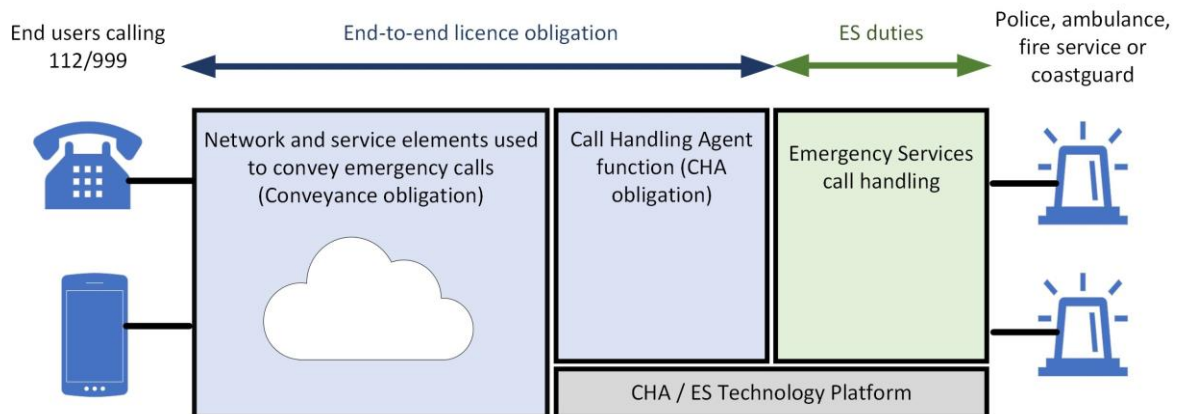 End users calling
112/999
End-to-end licence obligation
ES duties
Police, ambulance,
fire service or
coastguard
Network and service elements used
to convey emergency calls
(Conveyance obligation)
Call Handling Agent
function (CHA
obligation)
Emergency Services
call handling
CHA / ES Technology Platform